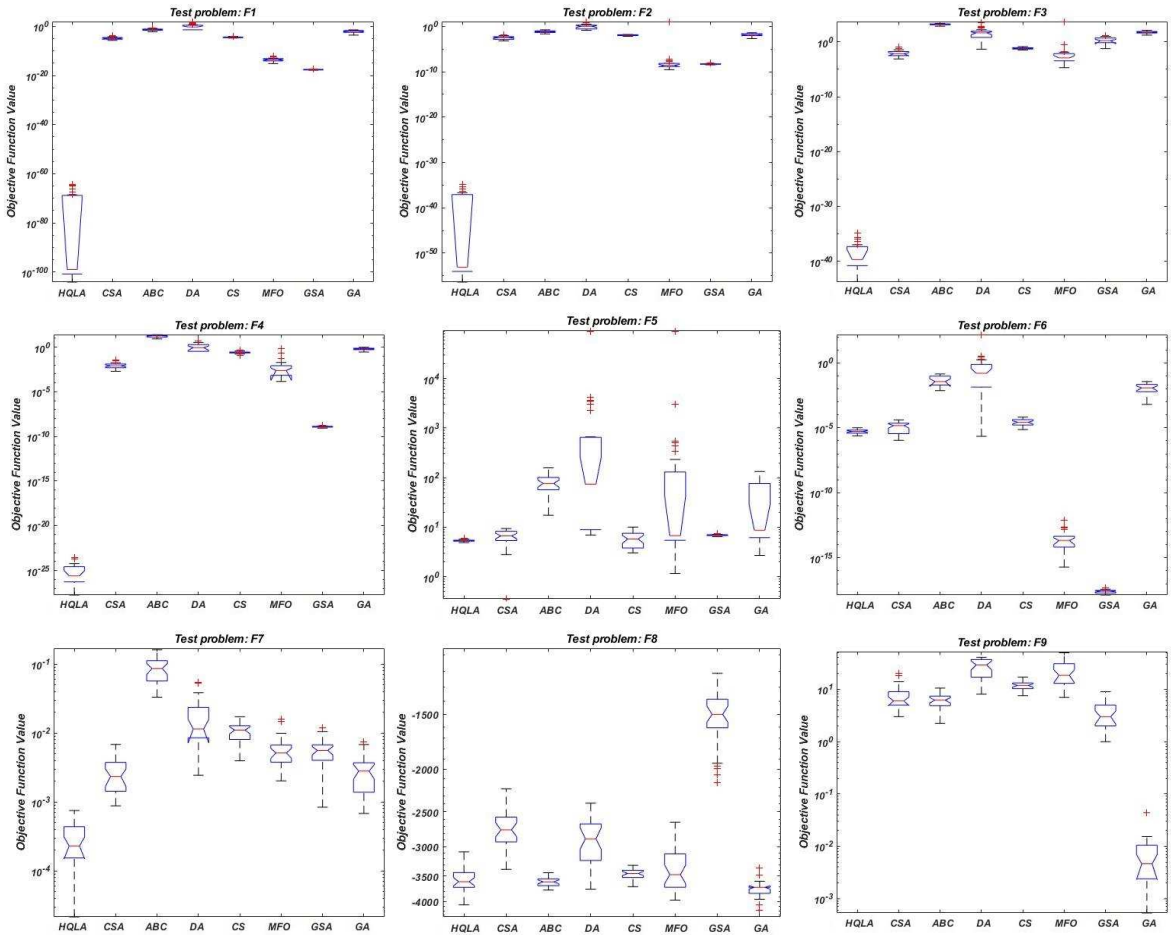 Test problem: F1
Objective Function Value
10^0
10^-20
10^-40
10^-60
10^-80
10^-100
HQLA CSA ABC DA CS MFO GSA GA
Test problem: F2
Objective Function Value
10^0
10^-10
10^-20
10^-30
10^-40
10^-50
HQLA CSA ABC DA CS MFO GSA GA
Test problem: F3
Objective Function Value
10^0
10^-10
10^-20
10^-30
10^-40
HQLA CSA ABC DA CS MFO GSA GA
Test problem: F4
Objective Function Value
10^0
10^-5
10^-10
10^-15
10^-20
10^-25
HQLA CSA ABC DA CS MFO GSA GA
Test problem: F5
Objective Function Value
10^4
10^3
10^2
10^1
10^0
HQLA CSA ABC DA CS MFO GSA GA
Test problem: F6
Objective Function Value
10^0
10^-5
10^-10
10^-15
HQLA CSA ABC DA CS MFO GSA GA
Test problem: F7
Objective Function Value
10^-1
10^-2
10^-3
10^-4
HQLA CSA ABC DA CS MFO GSA GA
Test problem: F8
Objective Function Value
-1500
-2000
-2500
-3000
-3500
-4000
HQLA CSA ABC DA CS MFO GSA GA
Test problem: F9
Objective Function Value
10^1
10^0
10^-1
10^-2
10^-3
HQLA CSA ABC DA CS MFO GSA GA